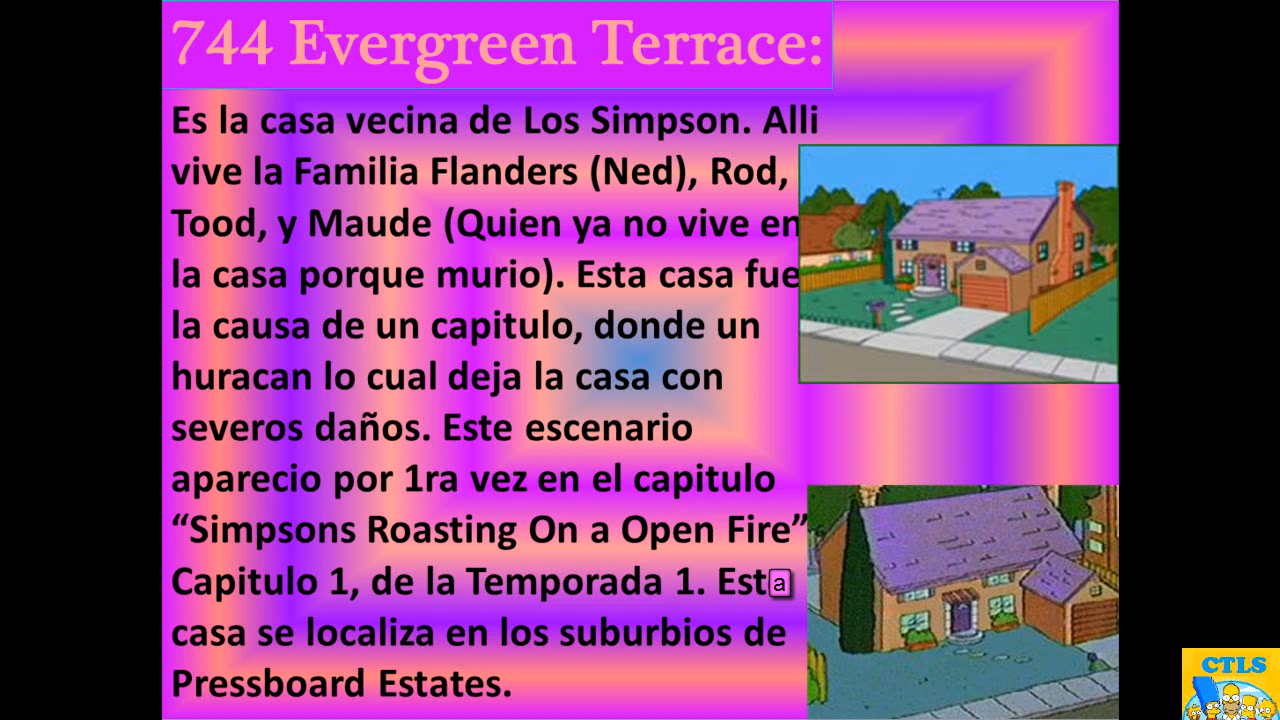 744 Evergreen Terrace:
Es la casa vecina de Los Simpson. Alli
vive la Familia Flanders (Ned), Rod,
Tood, y Maude (Quien ya no vive en
la casa porque murio). Esta casa fue
la causa de un capitulo, donde un
huracan lo cual deja la casa con
severos daños. Este escenario
aparecio por 1ra vez en el capitulo
“Simpsons Roasting On a Open Fire”
Capitulo 1, de la Temporada 1. Esta
casa se localiza en los suburbios de
Pressboard Estates.
CTLS